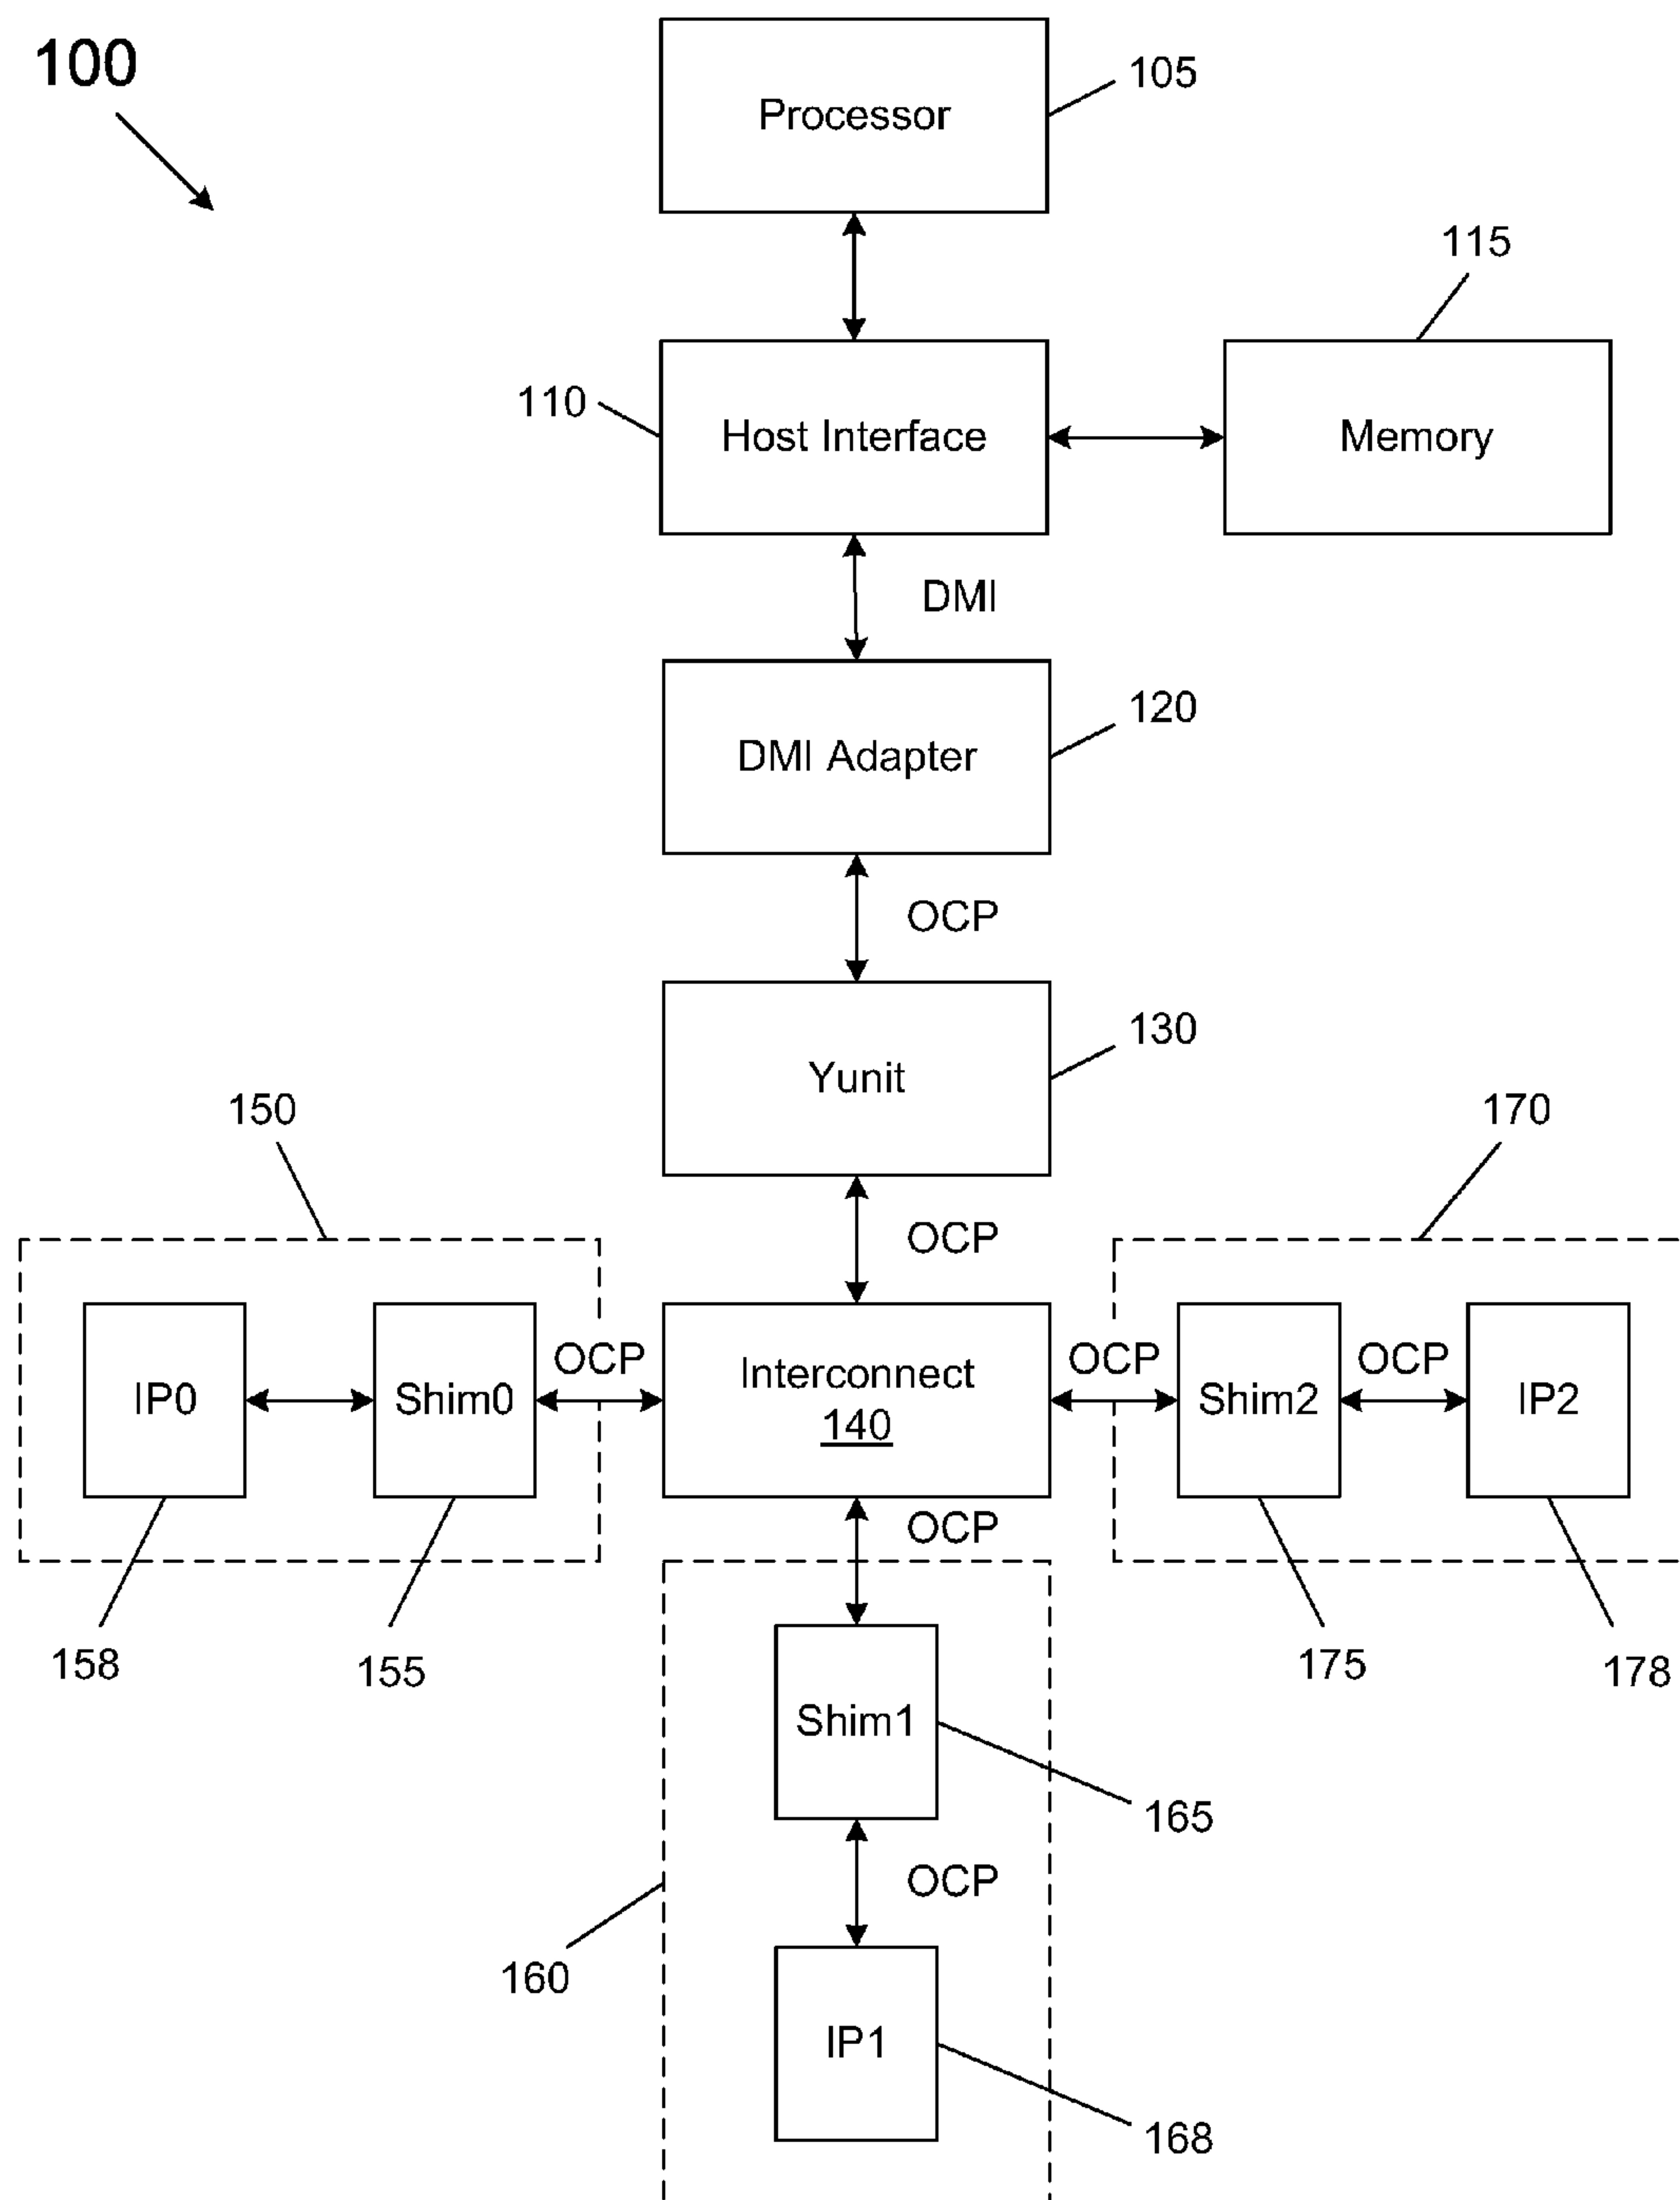 100
Processor
105
115
110
Host Interface
Memory
DMI
120
DMI Adapter
OCP
130
Yunit
150
170
OCP
IP0
Shim0
OCP
Interconnect
140
OCP
Shim2
OCP
IP2
OCP
158
155
175
178
Shim1
165
OCP
160
IP1
168